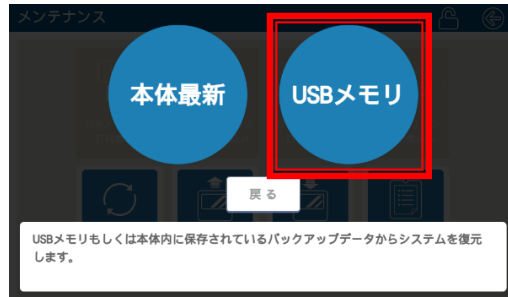 メンテナンス
本体最新
USBメモリ
戻る
USBメモリもしくは本体内に保存されているバックアップデータからシステムを復元
します。